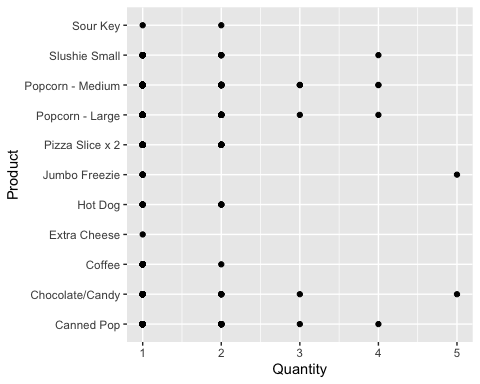 Product
Sour Key
Slushie Small
Popcorn - Medium
Popcorn - Large
Pizza Slice x 2
Jumbo Freezie
Hot Dog
Extra Cheese
Coffee
Chocolate/Candy
Canned Pop
1 2 3 4 5
Quantity